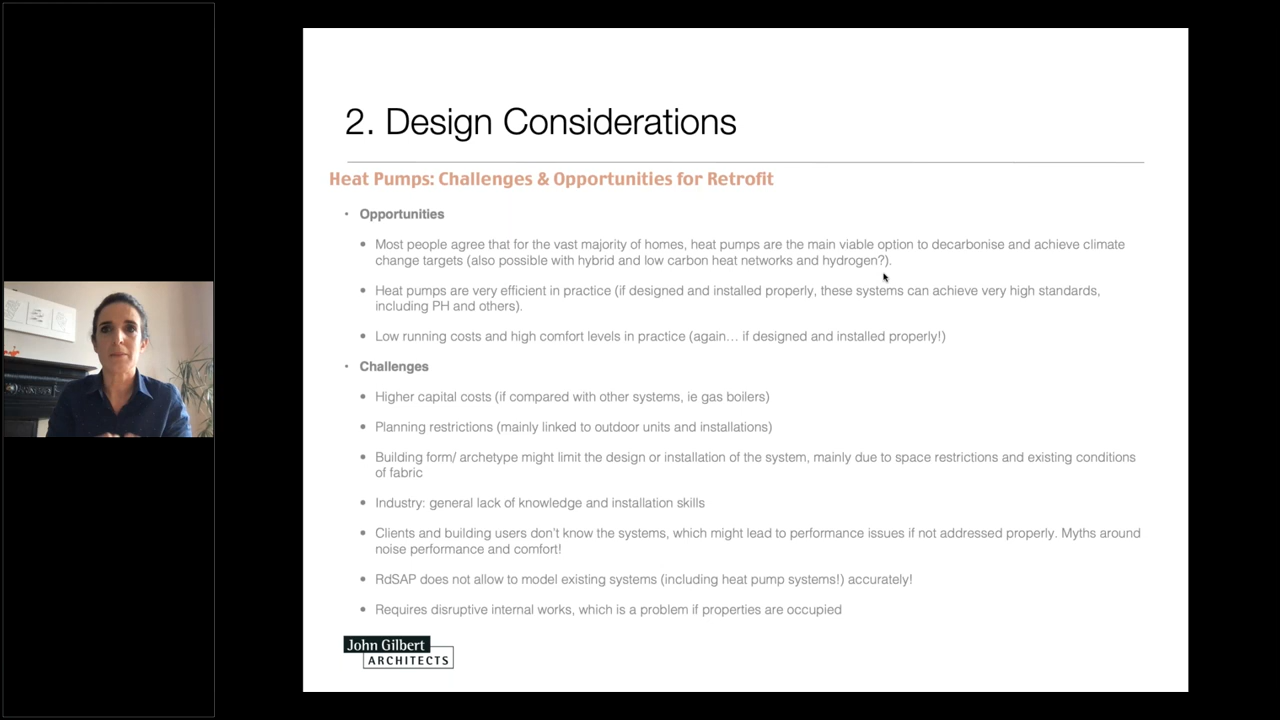 2. Design Considerations
Heat Pumps: Challenges & Opportunities for Retrofit
• Opportunities
• Most people agree that for the vast majority of homes, heat pumps are the main viable option to decarbonise and achieve climate
change targets (also possible with hybrid and low carbon heat networks and hydrogen?).
• Heat pumps are very efficient in practice (if designed and installed properly, these systems can achieve very high standards,
including PH and others).
• Low running costs and high comfort levels in practice (again… if designed and installed properly!)
• Challenges
• Higher capital costs (if compared with other systems, ie gas boilers)
• Planning restrictions (mainly linked to outdoor units and installations)
• Building form/ archetype might limit the design or installation of the system, mainly due to space restrictions and existing conditions
of fabric
• Industry: general lack of knowledge and installation skills
• Clients and building users don't know the systems, which might lead to performance issues if not addressed properly. Myths around
noise performance and comfort!
• RdSAP does not allow to model existing systems (including heat pump systems!) accurately!
• Requires disruptive internal works, which is a problem if properties are occupied
John Gilbert
ARCHITECTS